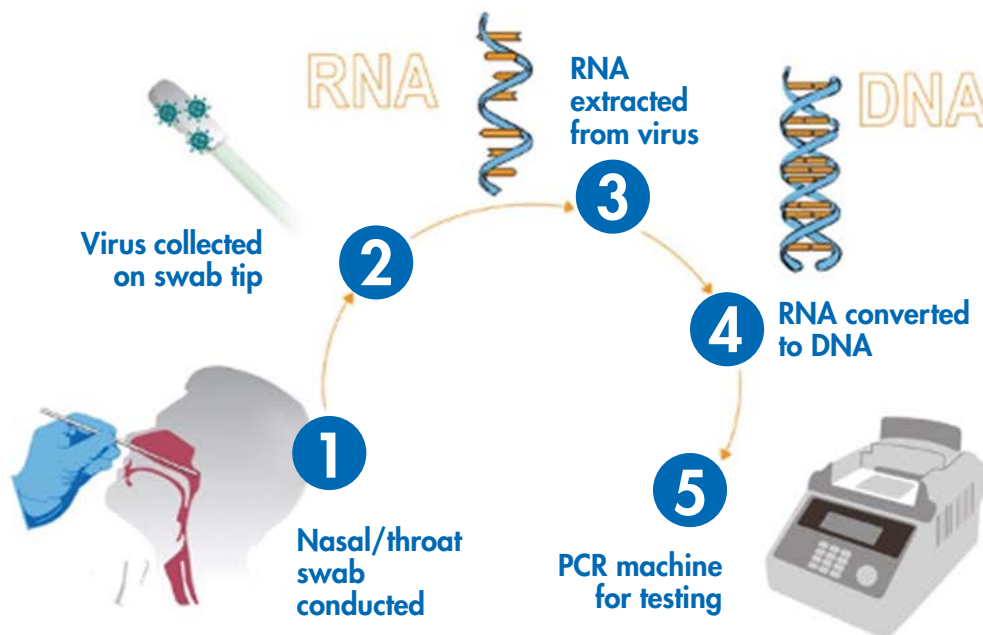 1
Nasal/throat
swab
conducted
2
Virus collected
on swab tip
RNA
3
RNA
extracted
from virus
DNA
4
RNA converted
to DNA
5
PCR machine
for testing